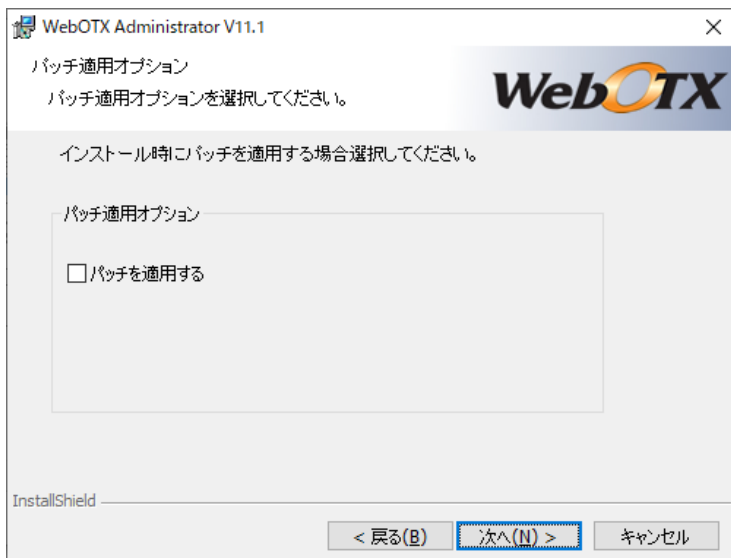 WebOTX Administrator V11.1
パッチ適用オプション
パッチ適用オプションを選択してください。
WebOTX
インストール時にパッチを適用する場合選択してください。
パッチ適用オプション
パッチを適用する
InstallShield
< 戻る(B)
次へ(N) >
キャンセル